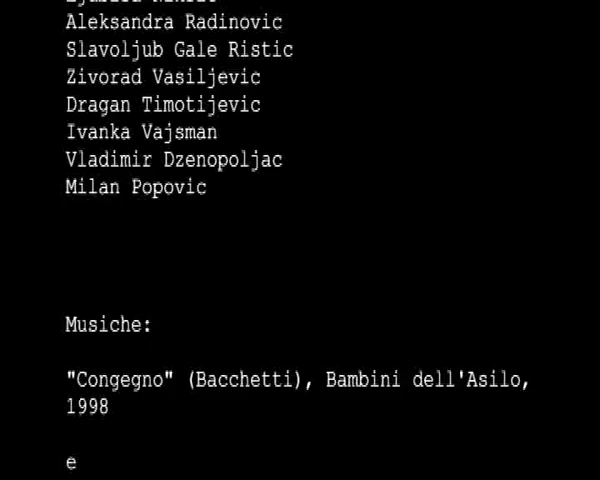 Aleksandra Radinovic
Slavoljub Gale Ristic
Zivorad Vasiljevic
Dragan Timotijevic
Ivanka Vajsman
Vladimir Dzenopoljac
Milan Popovic
Musiche:
"Congegno" (Bacchetti), Bambini dell'Asilo,
1998
e